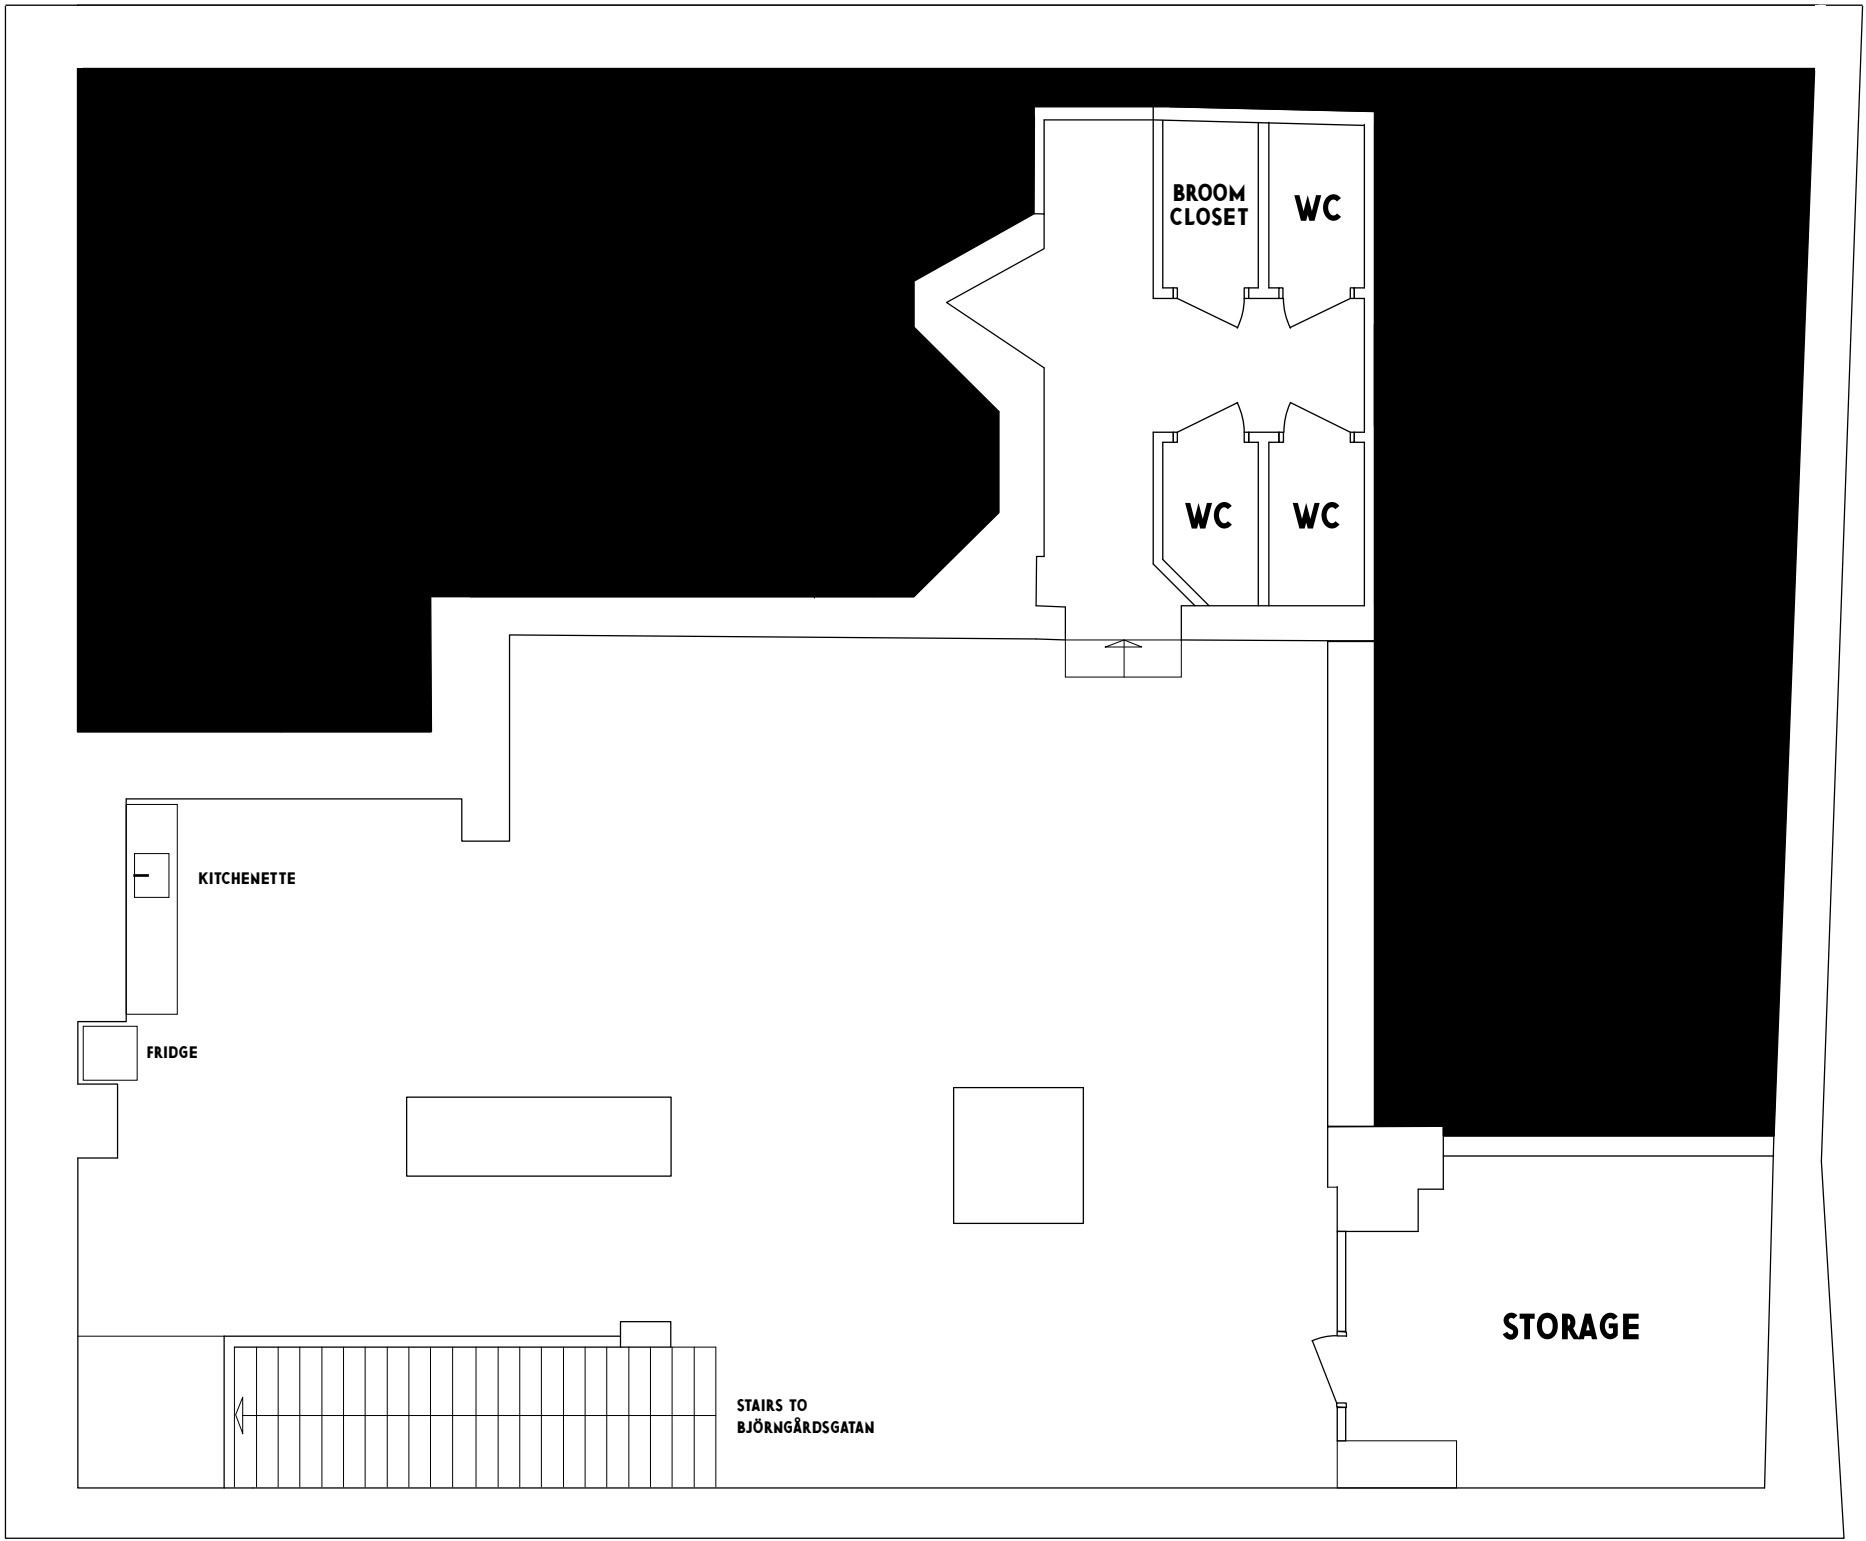 BROOM
CLOSET
WC
WC
WC
KITCHENETTE
FRIDGE
STORAGE
STAIRS TO
BJÖRNGÅRDSGATAN